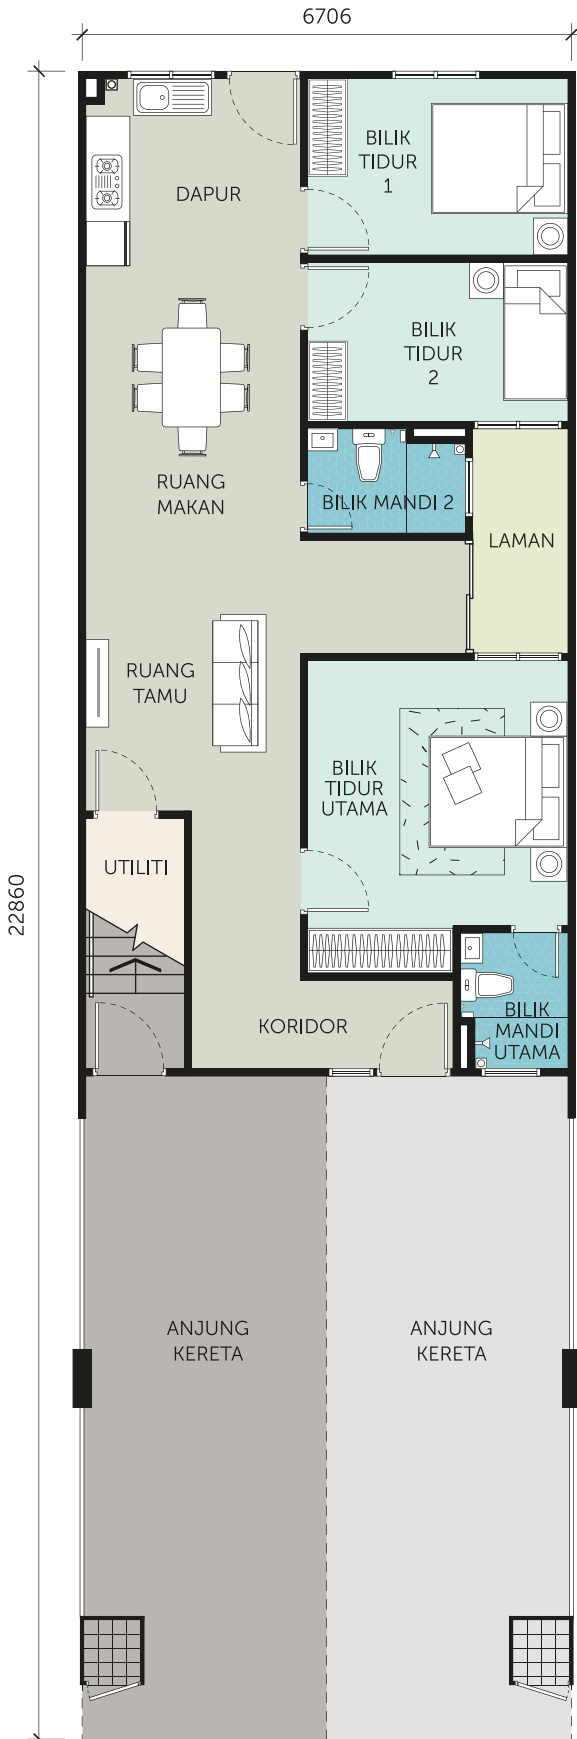 6706
BILIK
TIDUR
1
DAPUR
BILIK
TIDUR
2
RUANG
MAKAN
BILIK MANDI 2
LAMAN
RUANG
TAMU
BILIK
TIDUR
UTAMA
UTILITI
22860
KORIDOR
BILIK
MANDI
UTAMA
ANJUNG
KERETA
ANJUNG
KERETA